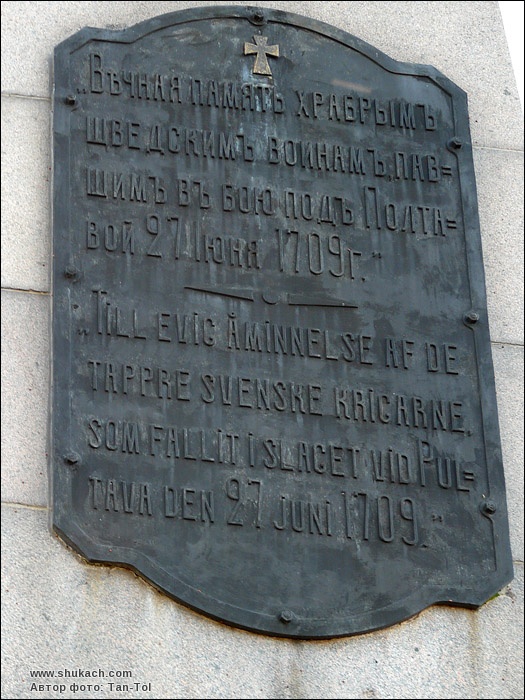 „Вѣчная память храбрымъ
шведскимъ воинамъ, пав=
шимъ въ бою подъ Полта=
вой 27 Июня 1709 г.“
„Till evig åminnelse af de
tappre svenske krigarne,
som fallit i slaget vid Pul=
tava den 27 juni 1709.“
www.shukach.com
Автор фото: Tan-Tol